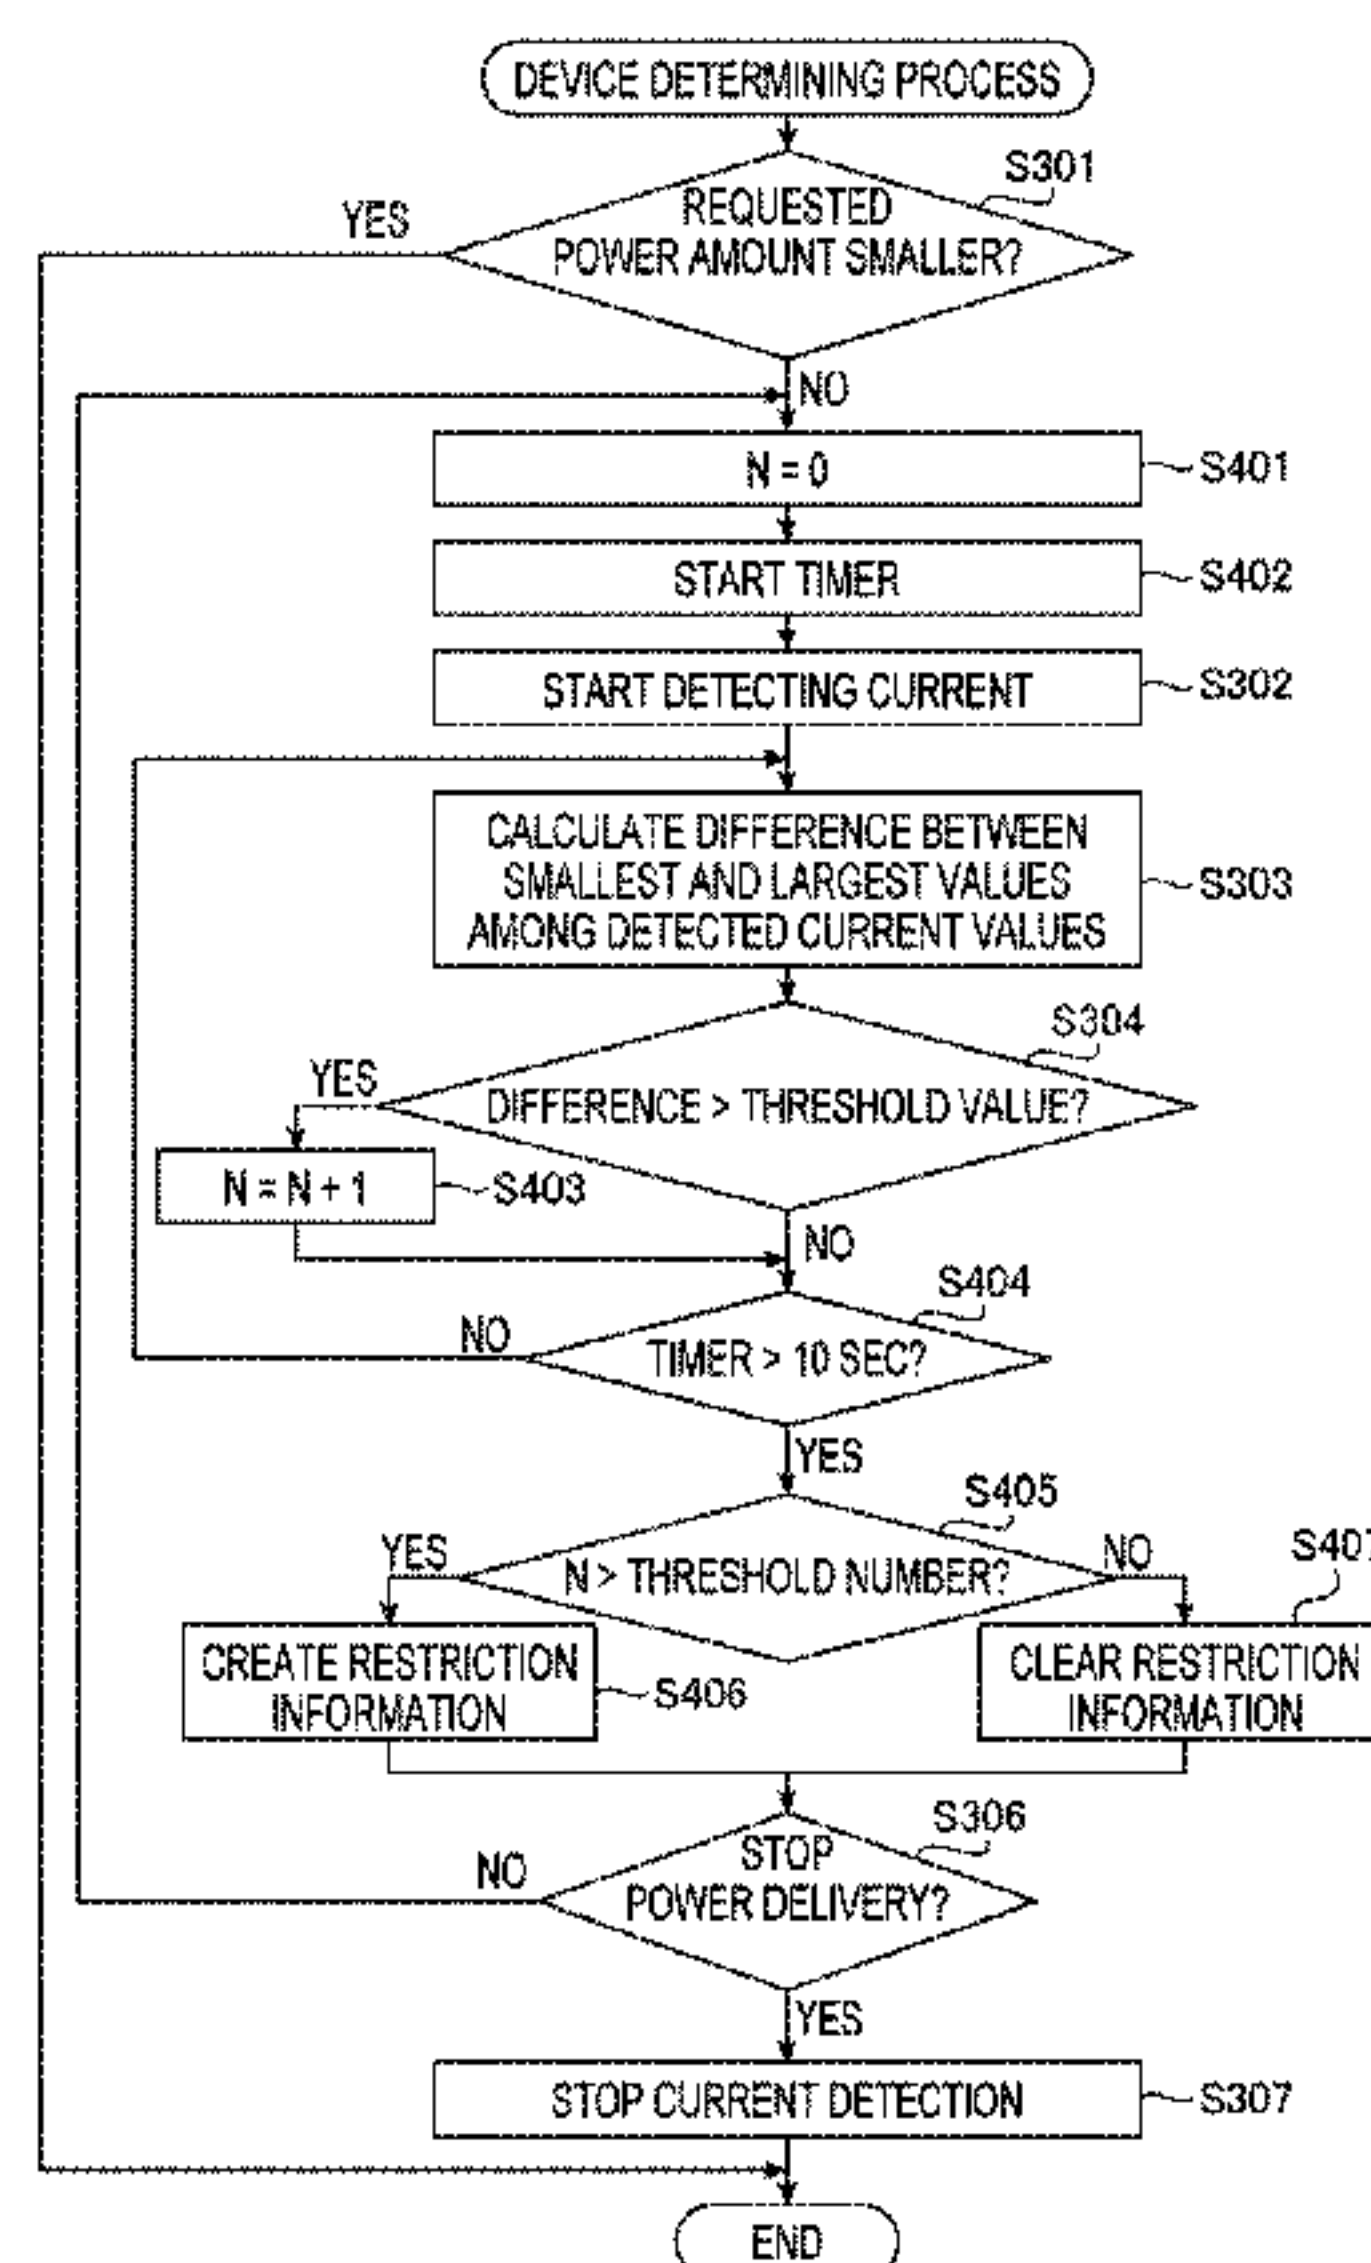 DEVICE DETERMINING PROCESS
S301
YES
REQUESTED
POWER AMOUNT SMALLER?
NO
N = 0
S401
START TIMER
S402
START DETECTING CURRENT
S302
CALCULATE DIFFERENCE BETWEEN
SMALLEST AND LARGEST VALUES
AMONG DETECTED CURRENT VALUES
S303
S304
YES
DIFFERENCE > THRESHOLD VALUE?
N = N + 1
S403
NO
S404
NO
TIMER > 10 SEC?
YES
S405
YES
N > THRESHOLD NUMBER?
NO
S407
CREATE RESTRICTION
INFORMATION
S406
CLEAR RESTRICTION
INFORMATION
S306
NO
STOP
POWER DELIVERY?
YES
STOP CURRENT DETECTION
S307
END